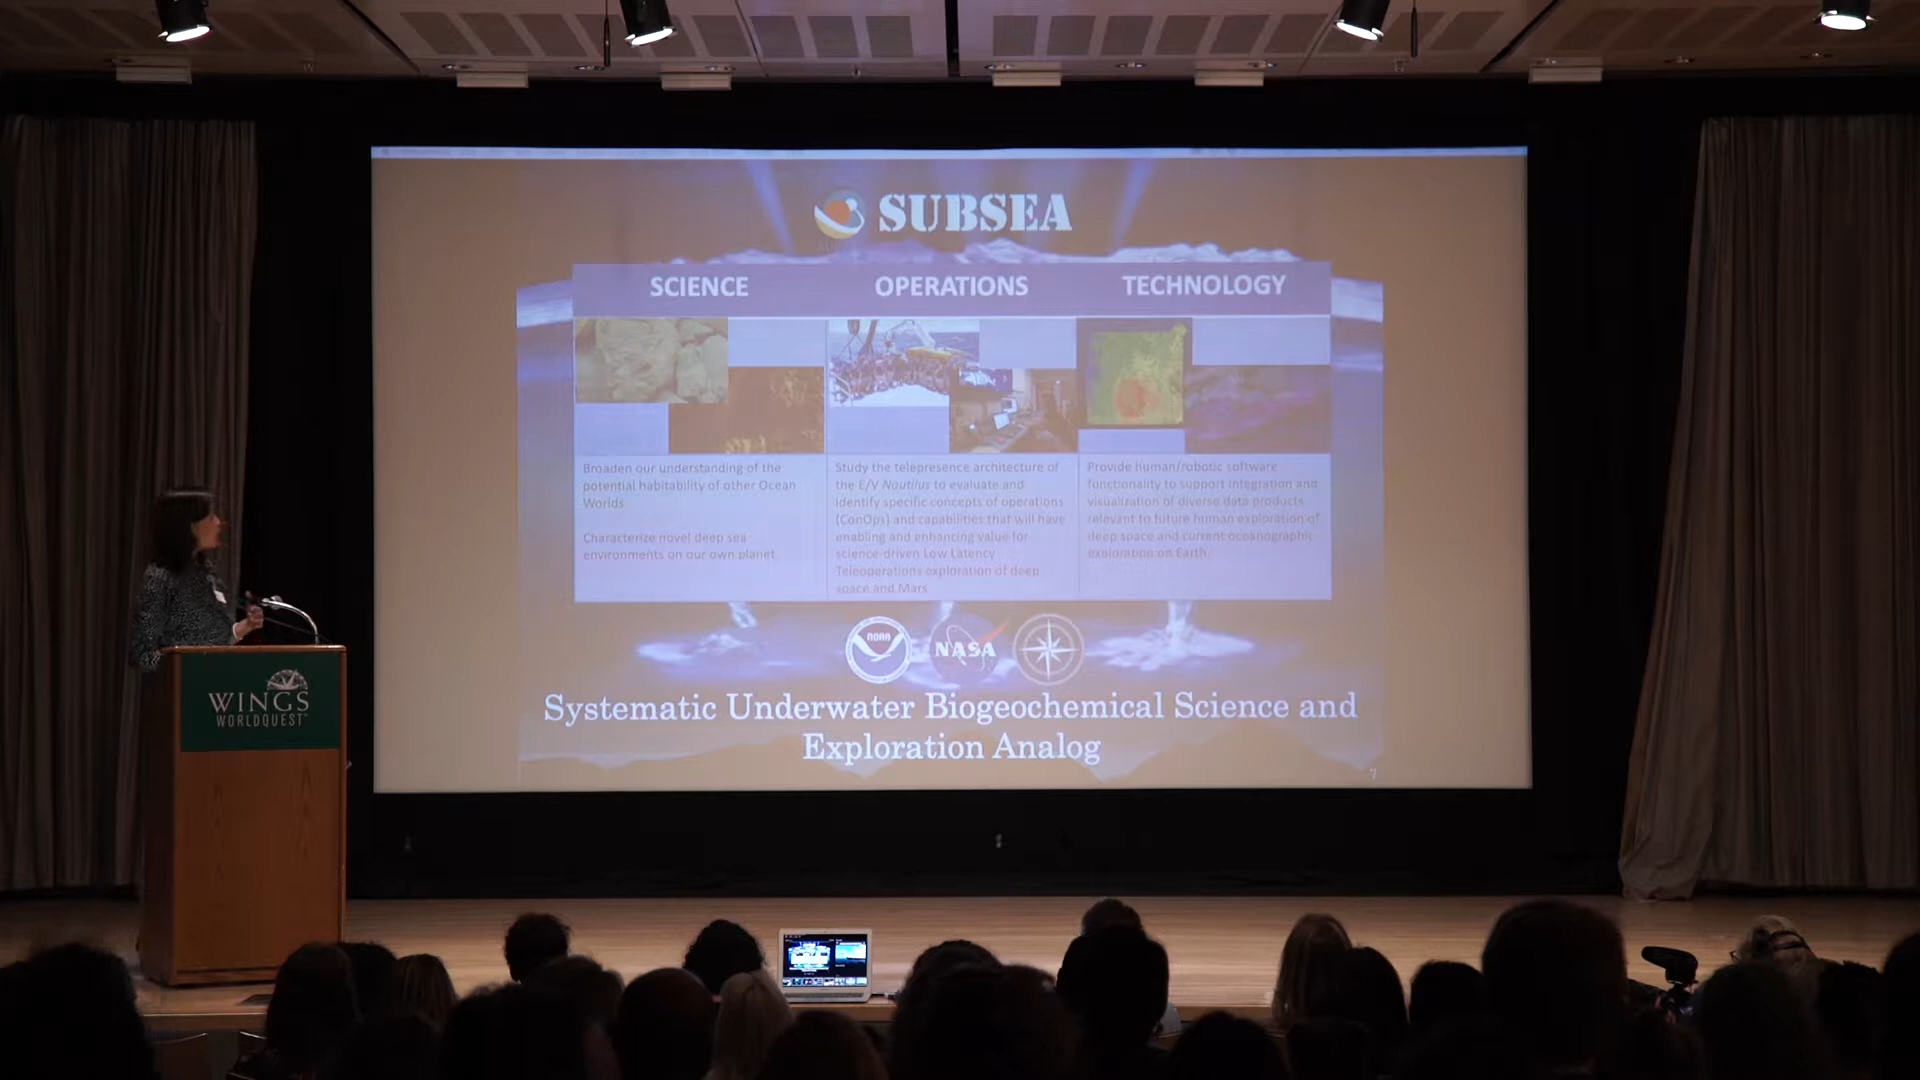 SUBSEA
SCIENCE
OPERATIONS
TECHNOLOGY
Broaden our understanding of the
potential habitability of other Ocean
Worlds
Characterize novel deep sea
environments on our own planet
Study the telepresence architecture of
the E/V Nautilus to evaluate and
identify specific concepts of operations
(ConOps) and capabilities that will have
enabling and enhancing value for
science-driven Low Latency
Teleoperations exploration of deep
space and Mars
Provide human/robotic software
functionality to support integration and
visualization of diverse data products
relevant to future human exploration of
deep space and current oceanographic
exploration on Earth
NOAA
NASA
Systematic Underwater Biogeochemical Science and
Exploration Analog
7
WINGS
WORLDQUEST